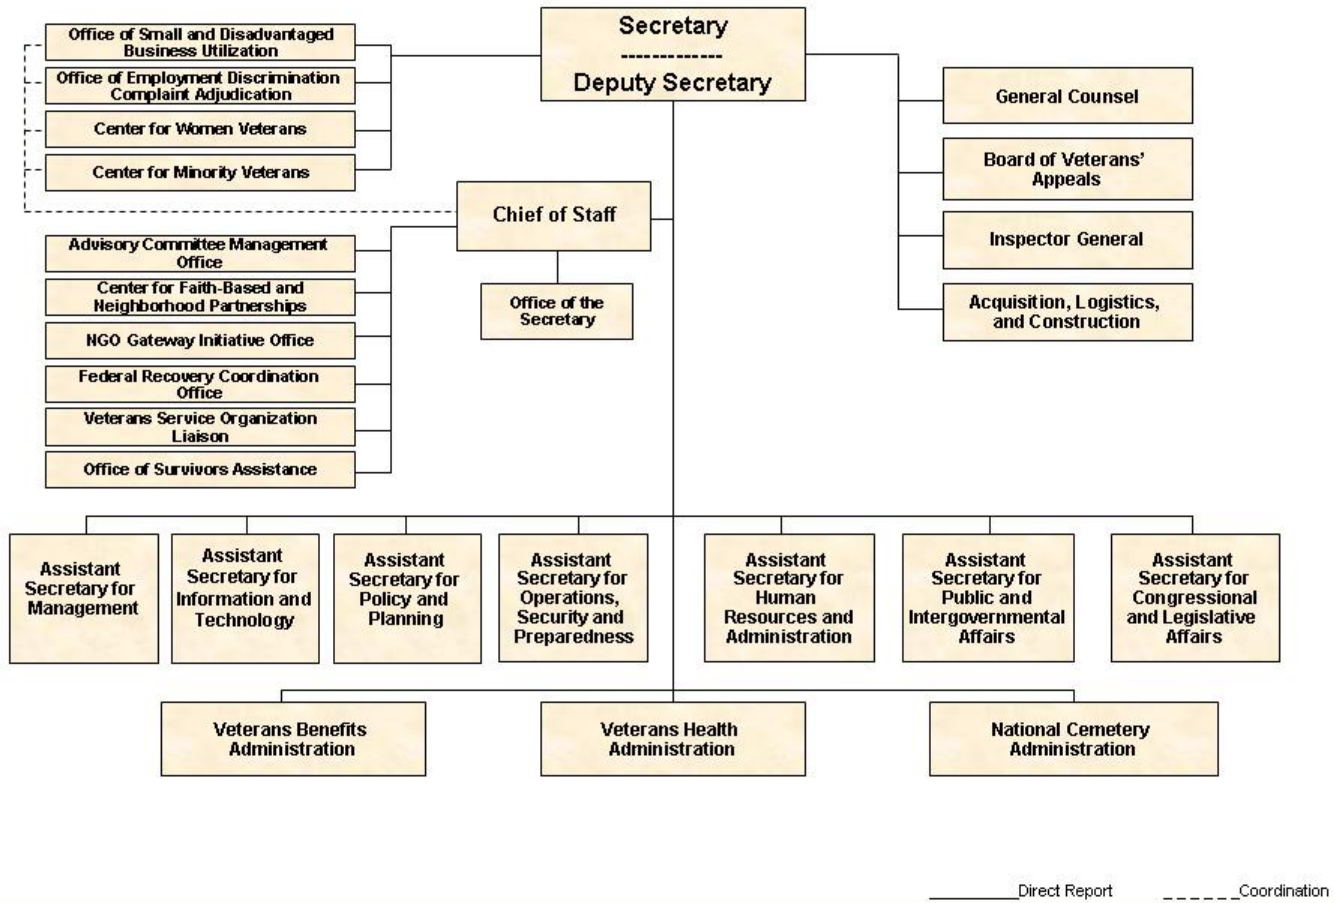 Secretary
-------------
Deputy Secretary
Office of Small and Disadvantaged
Business Utilization
Office of Employment Discrimination
Complaint Adjudication
Center for Women Veterans
Center for Minority Veterans
General Counsel
Board of Veterans’
Appeals
Inspector General
Acquisition, Logistics,
and Construction
Chief of Staff
Office of the
Secretary
Advisory Committee Management
Office
Center for Faith-Based and
Neighborhood Partnerships
NGO Gateway Initiative Office
Federal Recovery Coordination
Office
Veterans Service Organization
Liaison
Office of Survivors Assistance
Assistant
Secretary for
Management
Assistant
Secretary for
Information and
Technology
Assistant
Secretary for
Policy and
Planning
Assistant
Secretary for
Operations,
Security and
Preparedness
Assistant
Secretary for
Human
Resources and
Administration
Assistant
Secretary for
Public and
Intergovernmental
Affairs
Assistant
Secretary for
Congressional
and Legislative
Affairs
Veterans Benefits
Administration
Veterans Health
Administration
National Cemetery
Administration
Direct Report
Coordination